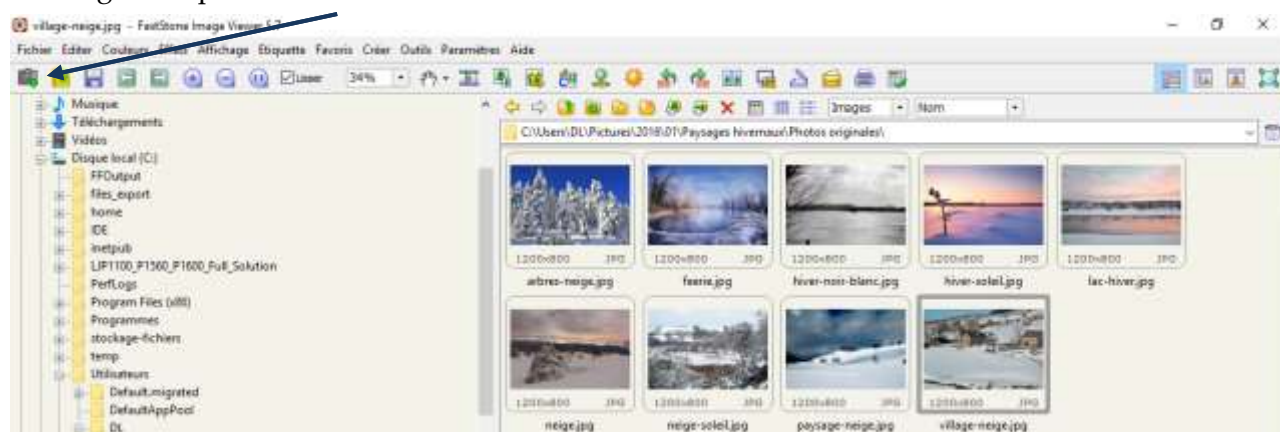 village-neige.jpg - FastStone Image Viewer 5.7
Fichier Editer Couleurs Effets Affichage Etiquette Favoris Créer Outils Paramètres Aide
Lisser 34%
Images Nom
Musique
Téléchargements
C:\Users\DL\Pictures\2016\01\Paysages hivernaux\Photos originales\
Vidéos
Disque local (C:)
FFOutput
files_export
home
IDE
inetpub
LJP1100_P1560_P1600_Full_Solution
PerfLogs
Program Files (x86)
Programmes
stockage-fichiers
temp
Utilisateurs
Default.migrated
DefaultAppPool
DL
1200x800 JPG 1200x800 JPG 1200x800 JPG 1200x800 JPG 1200x800 JPG
arbres-neige.jpg feerie.jpg hiver-noir-blanc.jpg hiver-soleil.jpg lac-hiver.jpg
1200x800 JPG 1200x800 JPG 1200x800 JPG 1200x800 JPG
neige.jpg neige-soleil.jpg paysage-neige.jpg village-neige.jpg